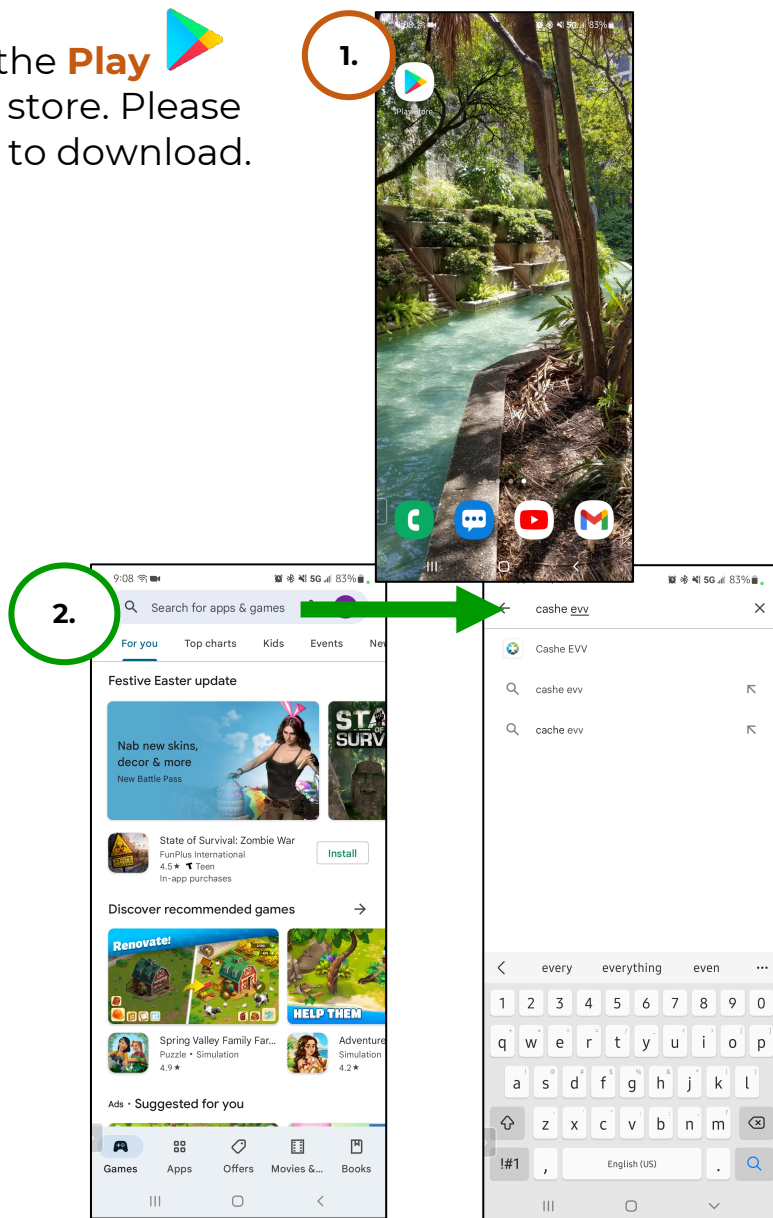 the Play
store. Please
to download.
1.
9:08 5G 83%
Play Store
2.
9:08 5G 83%
Search for apps & games
For you Top charts Kids Events
Festive Easter update
Nab new skins,
decor & more
New Battle Pass
State of Survival: Zombie War
FunPlus International
4.5★ Teen
In-app purchases
Install
Discover recommended games
Renovate!
HELP THEM
Spring Valley Family Far...
Puzzle • Simulation
4.9★
Adventure
Simulation
4.2★
Ads • Suggested for you
Games Apps Offers Movies &... Books
5G 83%
cashe evv
Cashe EVV
cashe evv
cache evv
every everything even
1 2 3 4 5 6 7 8 9 0
q w e r t y u i o p
a s d f g h j k l
z x c v b n m
!#1 , English (US) .